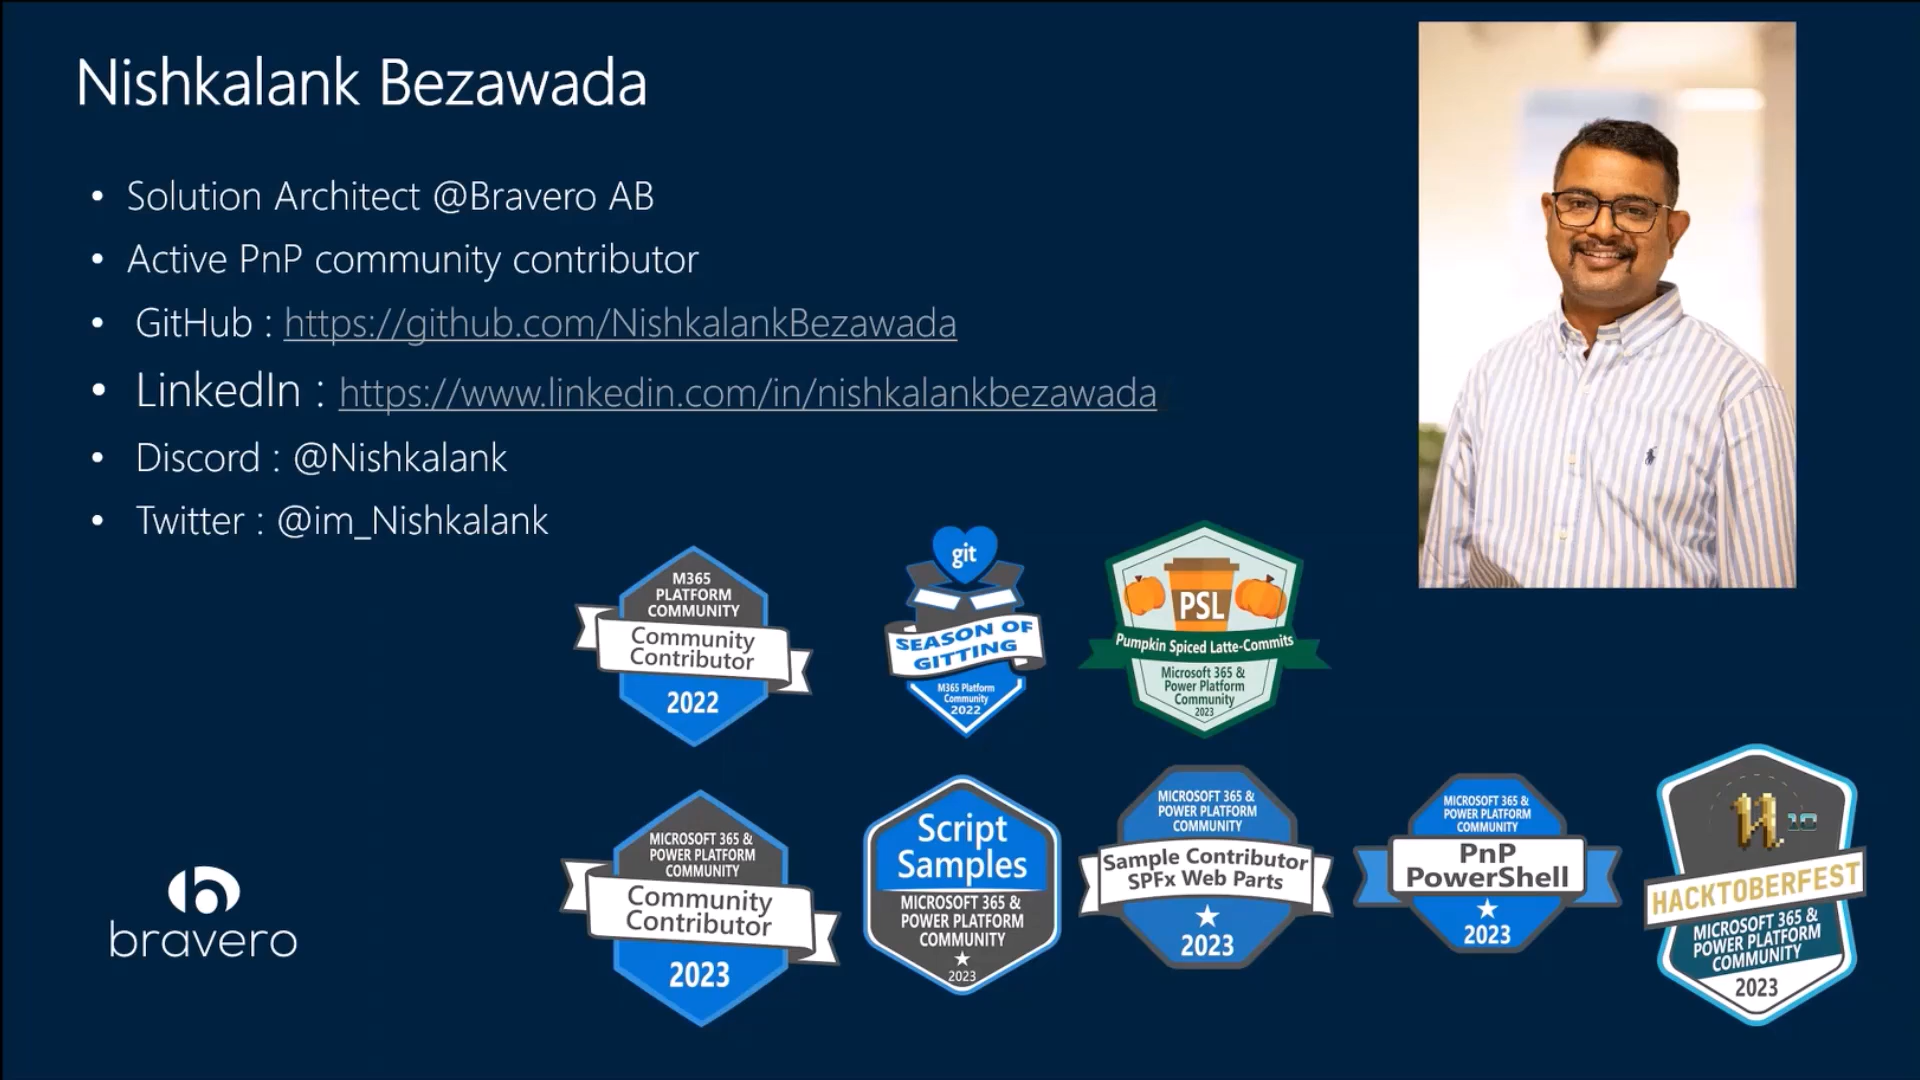 Nishkalank Bezawada
• Solution Architect @Bravero AB
• Active PnP community contributor
• GitHub : https://github.com/NishkalankBezawada
• LinkedIn : https://www.linkedin.com/in/nishkalankbezawada
• Discord : @Nishkalank
• Twitter : @im_Nishkalank
M365
PLATFORM
COMMUNITY
Community
Contributor
2022
git
SEASON OF
GITTING
M365 Platform
Community
2022
PSL
Pumpkin Spiced Latte-Commits
Microsoft 365 &
Power Platform
Community
2023
bravero
MICROSOFT 365 &
POWER PLATFORM
COMMUNITY
Community
Contributor
2023
Script
Samples
MICROSOFT 365 &
POWER PLATFORM
COMMUNITY
2023
MICROSOFT 365 &
POWER PLATFORM
COMMUNITY
Sample Contributor
SPFx Web Parts
2023
MICROSOFT 365 &
POWER PLATFORM
COMMUNITY
PnP
PowerShell
2023
10
HACKTOBERFEST
MICROSOFT 365 &
POWER PLATFORM
COMMUNITY
2023